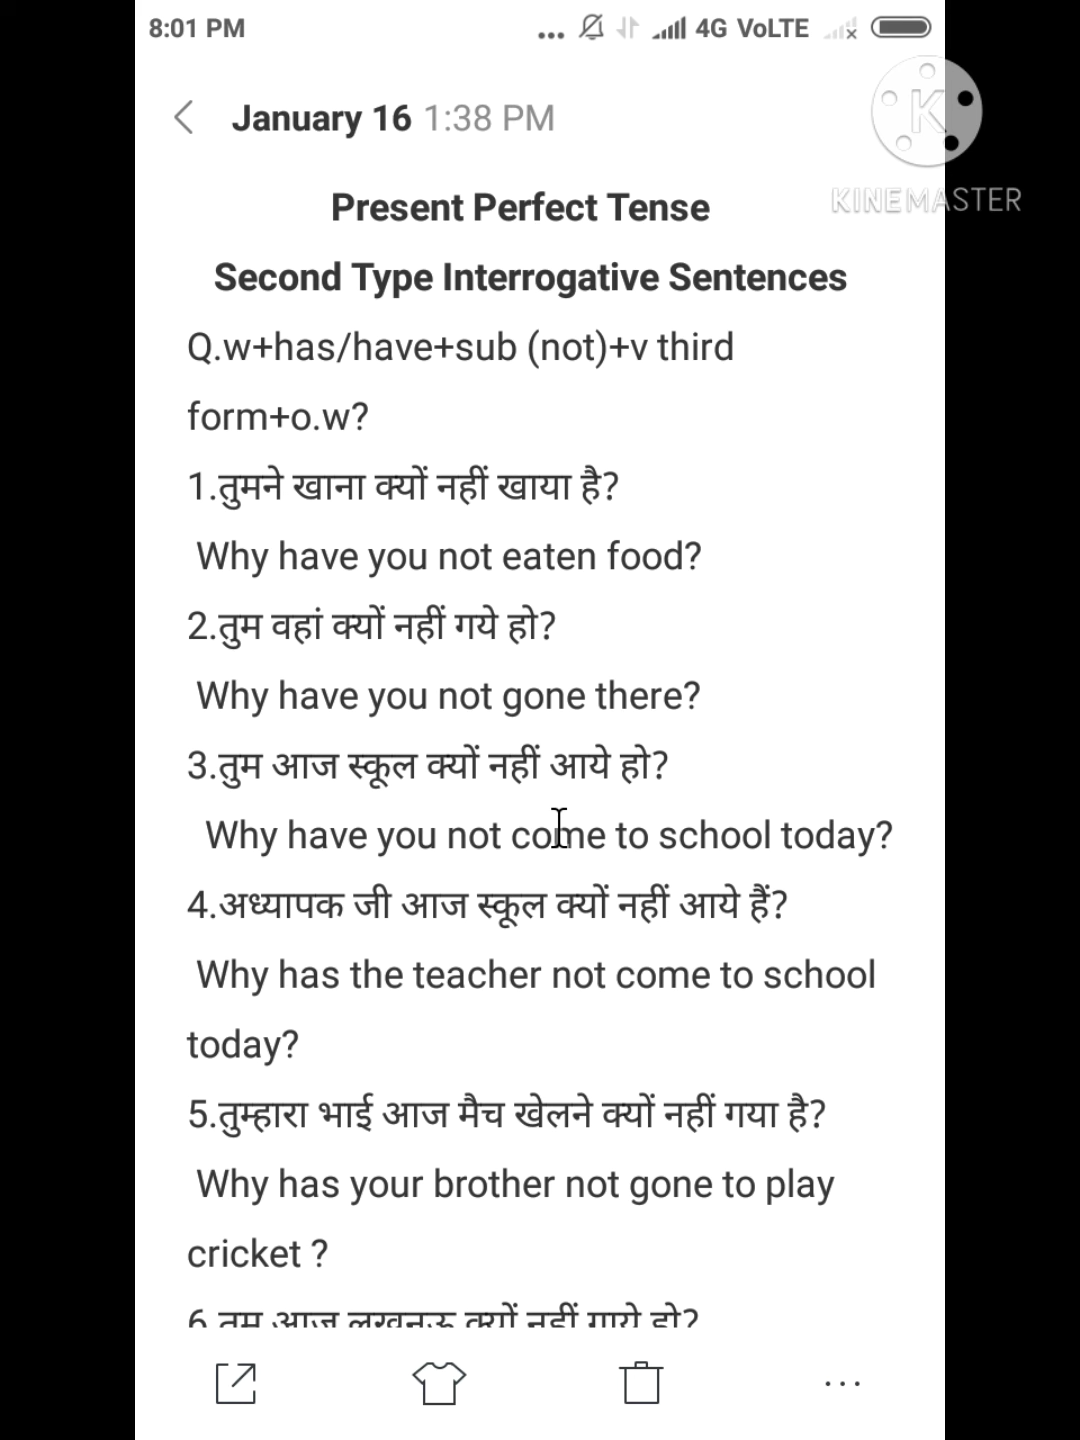 8:01 PM ... 4G VoLTE
January 16 1:38 PM
K
KINEMASTER
Present Perfect Tense
Second Type Interrogative Sentences
Q.w+has/have+sub (not)+v third
form+o.w?
1.तुमने खाना क्यों नहीं खाया है?
Why have you not eaten food?
2.तुम वहां क्यों नहीं गये हो?
Why have you not gone there?
3.तुम आज स्कूल क्यों नहीं आये हो?
Why have you not come to school today?
4.अध्यापक जी आज स्कूल क्यों नहीं आये हैं?
Why has the teacher not come to school
today?
5.तुम्हारा भाई आज मैच खेलने क्यों नहीं गया है?
Why has your brother not gone to play
cricket ?
6.तुम आज लखनऊ क्यों नहीं गाये हो?